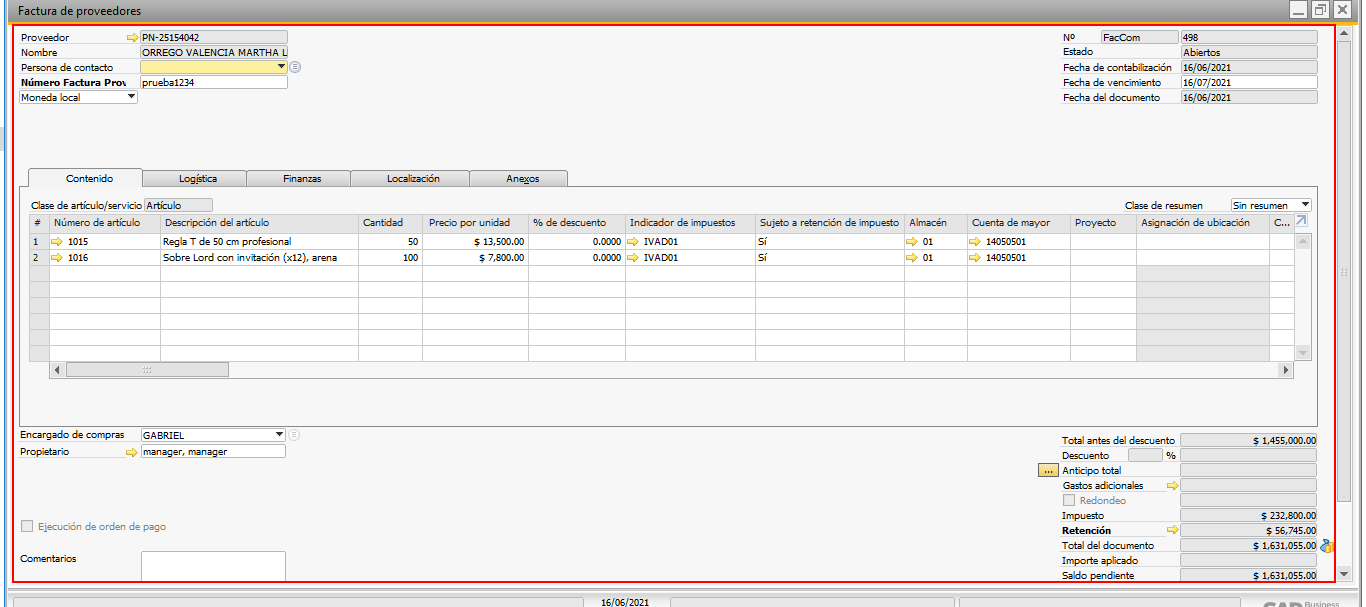 Factura de proveedores
Proveedor PN-25154042 Nº FacCom 498
Nombre ORREGO VALENCIA MARTHA L Estado Abiertos
Persona de contacto Fecha de contabilización 16/06/2021
Número Factura Prov prueba1234 Fecha de vencimiento 16/07/2021
Moneda local Fecha del documento 16/06/2021
Contenido Logística Finanzas Localización Anexos
Clase de artículo/servicio Artículo Clase de resumen Sin resumen
# Número de artículo Descripción del artículo Cantidad Precio por unidad % de descuento Indicador de impuestos Sujeto a retención de impuesto Almacén Cuenta de mayor Proyecto Asignación de ubicación C...
1 1015 Regla T de 50 cm profesional 50 $ 13,500.00 0.0000 IVAD01 Sí 01 14050501
2 1016 Sobre Lord con invitación (x12), arena 100 $ 7,800.00 0.0000 IVAD01 Sí 01 14050501
Encargado de compras GABRIEL Total antes del descuento $ 1,455,000.00
Propietario manager, manager Descuento %
... Anticipo total
Gastos adicionales
Redondeo
Impuesto $ 232,800.00
Ejecución de orden de pago Retención $ 56,745.00
Total del documento $ 1,631,055.00
Comentarios Importe aplicado
Saldo pendiente $ 1,631,055.00
16/06/2021 Business